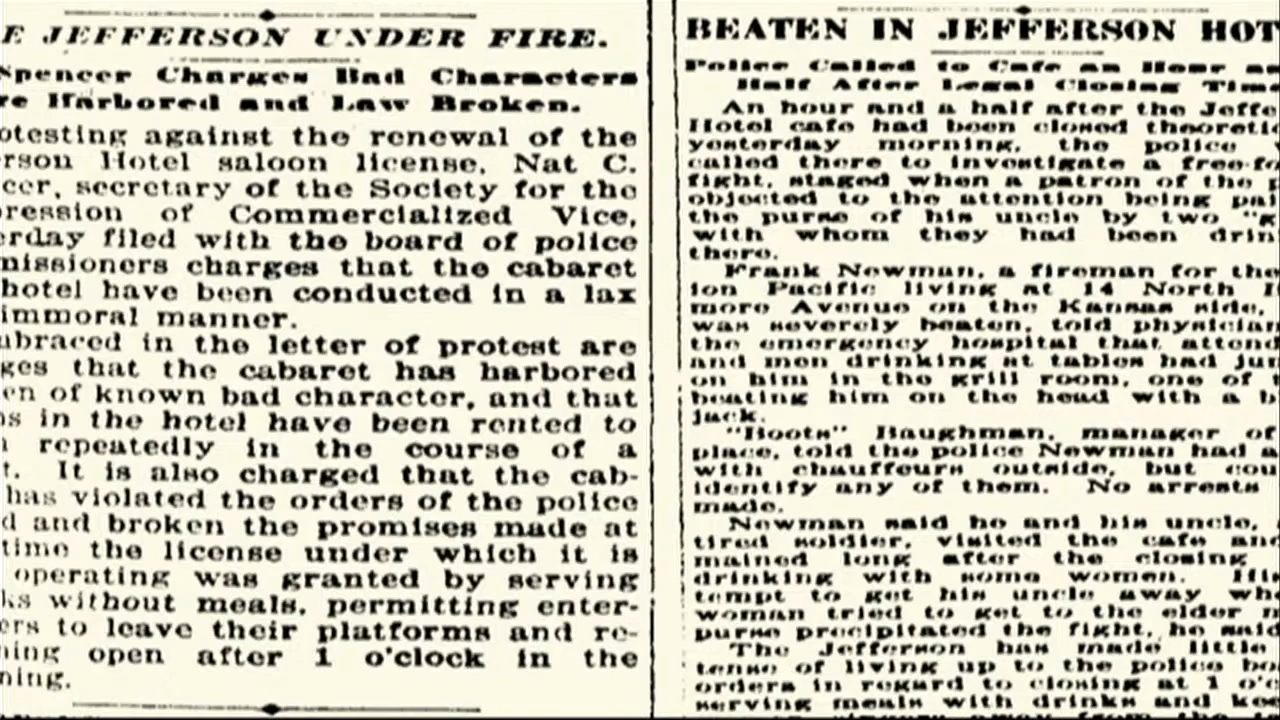 E JEFFERSON UNDER FIRE.
Spencer Charges Bad Characters
re Harbored and Law Broken.
otesting against the renewal of the
rson Hotel saloon license, Nat C.
cer, secretary of the Society for the
pression of Commercialized Vice,
erday filed with the board of police
missioners charges that the cabaret
hotel have been conducted in a lax
immoral manner.
mbraced in the letter of protest are
ges that the cabaret has harbored
en of known bad character, and that
s in the hotel have been rented to
repeatedly in the course of a
t. It is also charged that the cab-
has violated the orders of the police
d and broken the promises made at
time the license under which it is
operating was granted by serving
ks without meals, permitting enter-
ers to leave their platforms and re-
ning open after 1 o'clock in the
ning.
BEATEN IN JEFFERSON HOT
Police Called to Cafe an Hour an
Half After Legal Closing Time
An hour and a half after the Jeffe
Hotel cafe had been closed theoretic
yesterday morning, the police
called there to investigate a free-fo
fight, staged when a patron of the p
objected to the attention being pai
the purse of his uncle by two "g
with whom they had been drin
there.
Frank Newman, a fireman for the
ion Pacific living at 14 North
more Avenue on the Kansas side,
was severely beaten, told physician
the emergency hospital that attend
and men drinking at tables had jum
on him in the grill room, one of t
beating him on the head with a b
jack.
"Boots" Baughman, manager of
place, told the police Newman had a
with chauffeurs outside, but cou
identify any of them. No arrests
made.
Newman said he and his uncle,
tired soldier, visited the cafe and
mained long after the closing
drinking with some women. His
tempt to get his uncle away whe
woman tried to get to the elder m
purse precipitated the fight, he said
The Jefferson has made little
tense of living up to the police bo
orders in regard to closing at 1 o'c
serving meals with drinks and kee